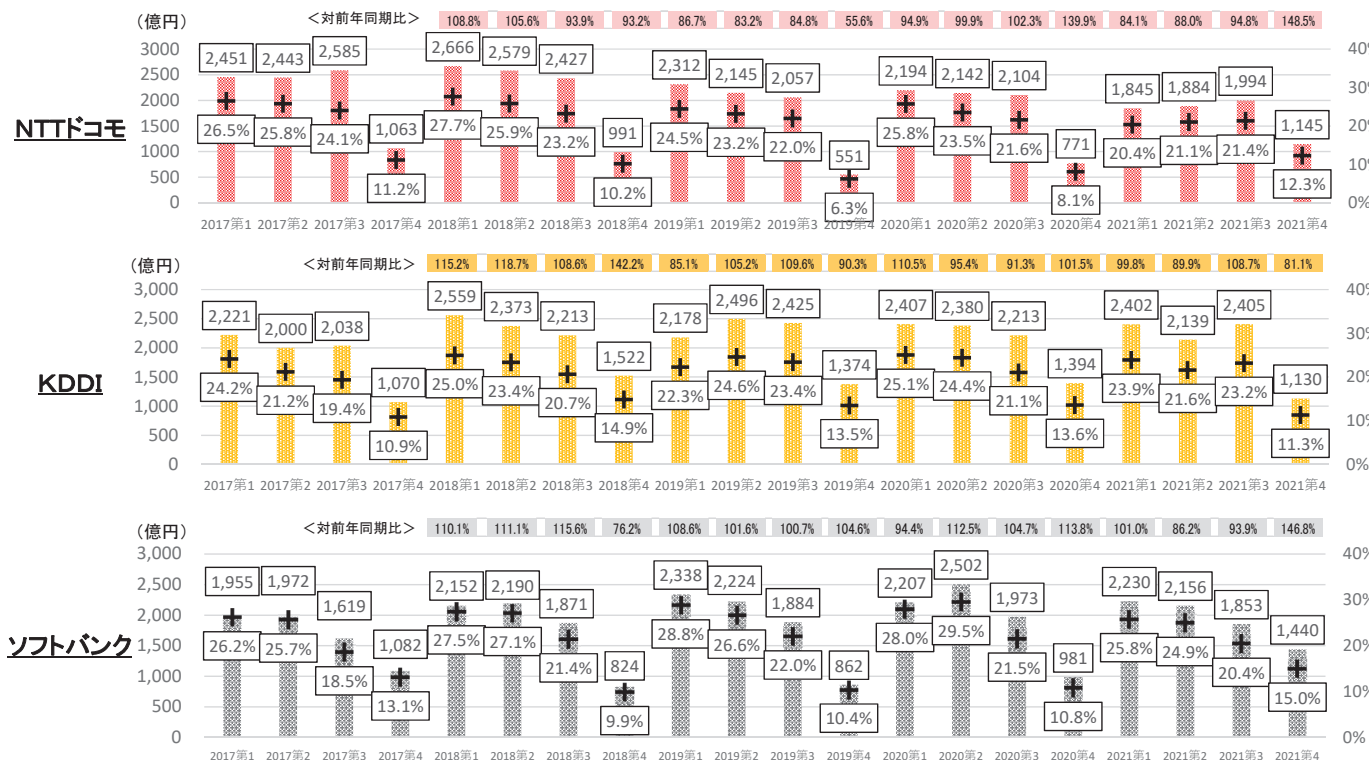 (億円) <対前年同期比> 108.8% 105.6% 93.9% 93.2% 86.7% 83.2% 84.8% 55.6% 94.9% 99.9% 102.3% 139.9% 84.1% 88.0% 94.8% 148.5%
NTTドコモ
3000 2500 2000 1500 1000 500 0
40% 30% 20% 10% 0%
2,451 2,443 2,585 1,063 2,666 2,579 2,427 991 2,312 2,145 2,057 551 2,194 2,142 2,104 771 1,845 1,884 1,994 1,145
26.5% 25.8% 24.1% 11.2% 27.7% 25.9% 23.2% 10.2% 24.5% 23.2% 22.0% 6.3% 25.8% 23.5% 21.6% 8.1% 20.4% 21.1% 21.4% 12.3%
2017第1 2017第2 2017第3 2017第4 2018第1 2018第2 2018第3 2018第4 2019第1 2019第2 2019第3 2019第4 2020第1 2020第2 2020第3 2020第4 2021第1 2021第2 2021第3 2021第4
(億円) <対前年同期比> 115.2% 118.7% 108.6% 142.2% 85.1% 105.2% 109.6% 90.3% 110.5% 95.4% 91.3% 101.5% 99.8% 89.9% 108.7% 81.1%
KDDI
3,000 2,500 2,000 1,500 1,000 500 0
40% 30% 20% 10% 0%
2,221 2,000 2,038 1,070 2,559 2,373 2,213 1,522 2,178 2,496 2,425 1,374 2,407 2,380 2,213 1,394 2,402 2,139 2,405 1,130
24.2% 21.2% 19.4% 10.9% 25.0% 23.4% 20.7% 14.9% 22.3% 24.6% 23.4% 13.5% 25.1% 24.4% 21.1% 13.6% 23.9% 21.6% 23.2% 11.3%
2017第1 2017第2 2017第3 2017第4 2018第1 2018第2 2018第3 2018第4 2019第1 2019第2 2019第3 2019第4 2020第1 2020第2 2020第3 2020第4 2021第1 2021第2 2021第3 2021第4
(億円) <対前年同期比> 110.1% 111.1% 115.6% 76.2% 108.6% 101.6% 100.7% 104.6% 94.4% 112.5% 104.7% 113.8% 101.0% 86.2% 93.9% 146.8%
ソフトバンク
3,000 2,500 2,000 1,500 1,000 500 0
40% 30% 20% 10% 0%
1,955 1,972 1,619 1,082 2,152 2,190 1,871 824 2,338 2,224 1,884 862 2,207 2,502 1,973 981 2,230 2,156 1,853 1,440
26.2% 25.7% 18.5% 13.1% 27.5% 27.1% 21.4% 9.9% 28.8% 26.6% 22.0% 10.4% 28.0% 29.5% 21.5% 10.8% 25.8% 24.9% 20.4% 15.0%
2017第1 2017第2 2017第3 2017第4 2018第1 2018第2 2018第3 2018第4 2019第1 2019第2 2019第3 2019第4 2020第1 2020第2 2020第3 2020第4 2021第1 2021第2 2021第3 2021第4